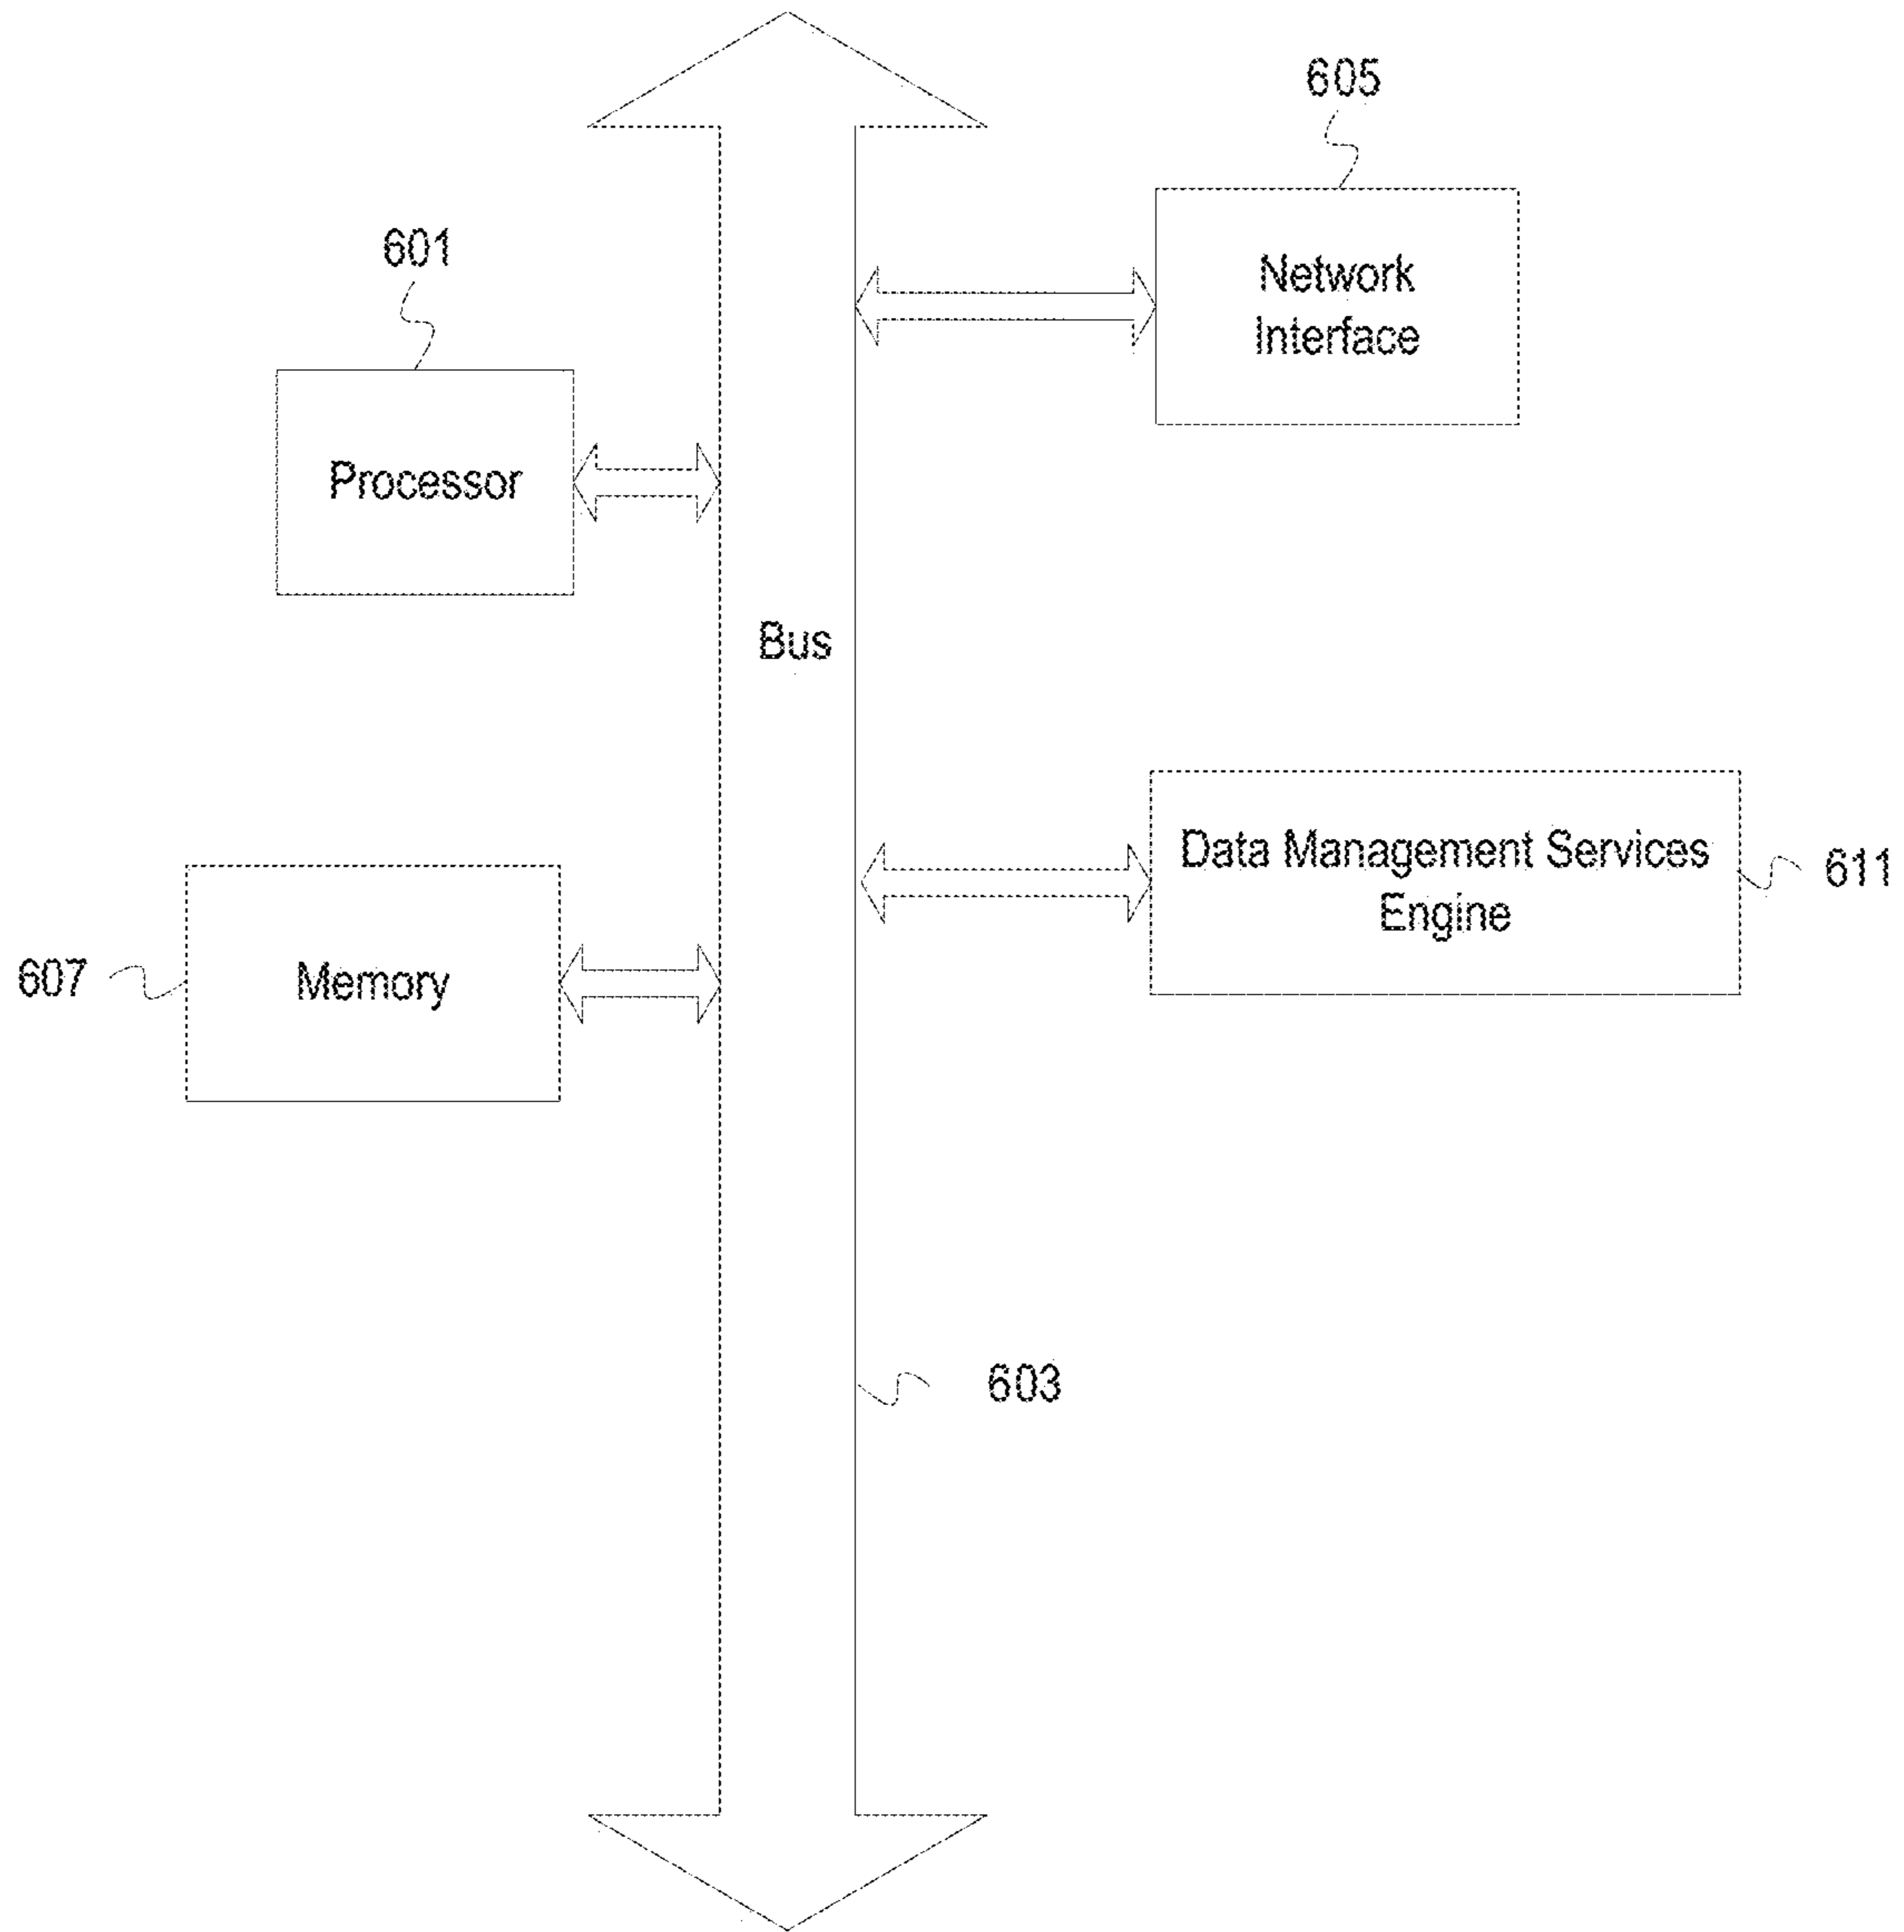 605
601
Network
Interface
Processor
Bus
Data Management Services
Engine
611
607
Memory
603